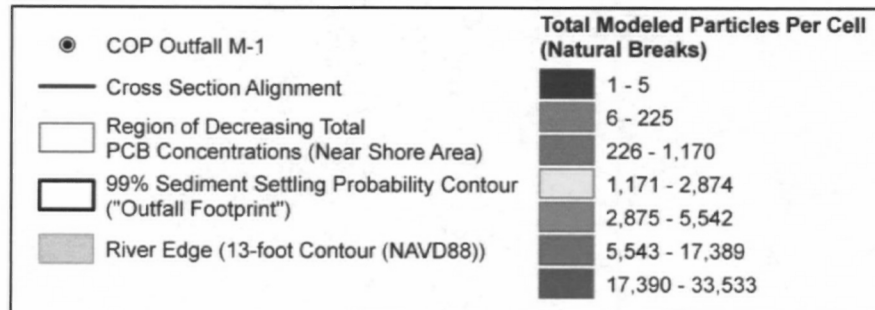 COP Outfall M-1
Cross Section Alignment
Region of Decreasing Total
PCB Concentrations (Near Shore Area)
99% Sediment Settling Probability Contour
("Outfall Footprint")
River Edge (13-foot Contour (NAVD88))
Total Modeled Particles Per Cell
(Natural Breaks)
1 - 5
6 - 225
226 - 1,170
1,171 - 2,874
2,875 - 5,542
5,543 - 17,389
17,390 - 33,533